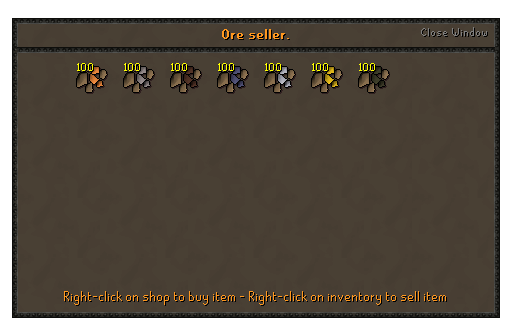 Ore seller.
Close Window
100 100 100 100 100 100 100
Right-click on shop to buy item - Right-click on inventory to sell item